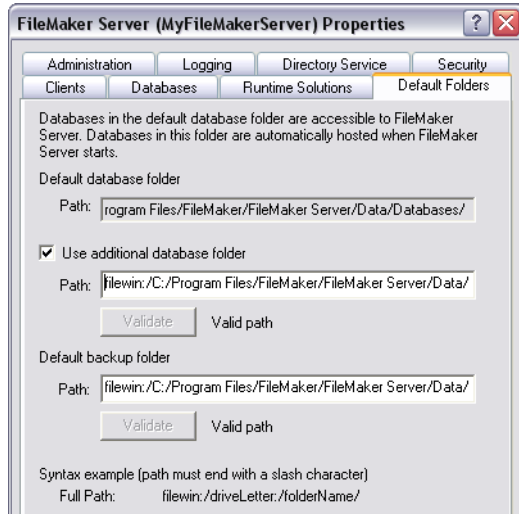 FileMaker Server (MyFileMakerServer) Properties
Administration Logging Directory Service Security
Clients Databases Runtime Solutions Default Folders
Databases in the default database folder are accessible to FileMaker
Server. Databases in this folder are automatically hosted when FileMaker
Server starts.
Default database folder
Path: rogram Files/FileMaker/FileMaker Server/Data/Databases/
Use additional database folder
Path: filewin:/C:/Program Files/FileMaker/FileMaker Server/Data/
Validate Valid path
Default backup folder
Path: filewin:/C:/Program Files/FileMaker/FileMaker Server/Data/
Validate Valid path
Syntax example (path must end with a slash character)
Full Path: filewin:/driveLetter:/folderName/